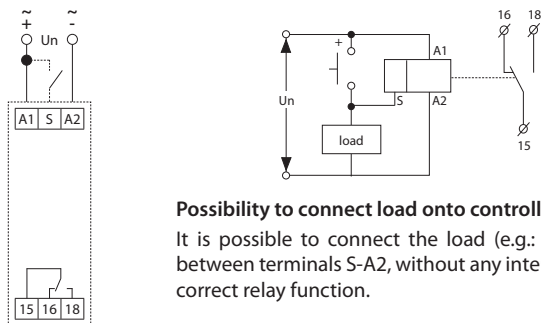 ~ ~
+ Un -
A1 S A2
15 16 18
16 18
+
A1
Un
S A2
load
15
Possibility to connect load onto controll
It is possible to connect the load (e.g.:
between terminals S-A2, without any inte
correct relay function.